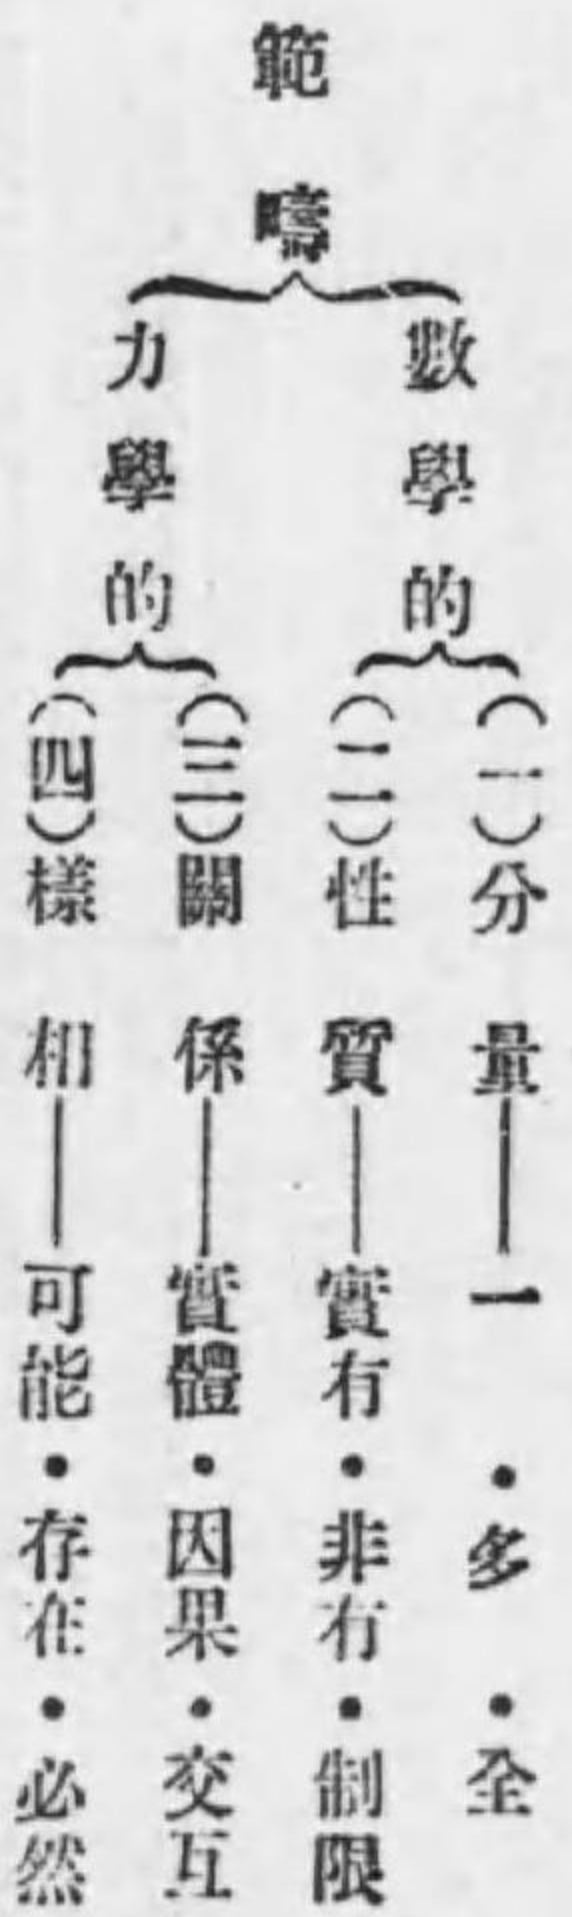 範疇
數學的
(一)分量——一・多・全
(二)性質——實有・非有・制限
力學的
(三)關係——實體・因果・交互
(四)樣相——可能・存在・必然